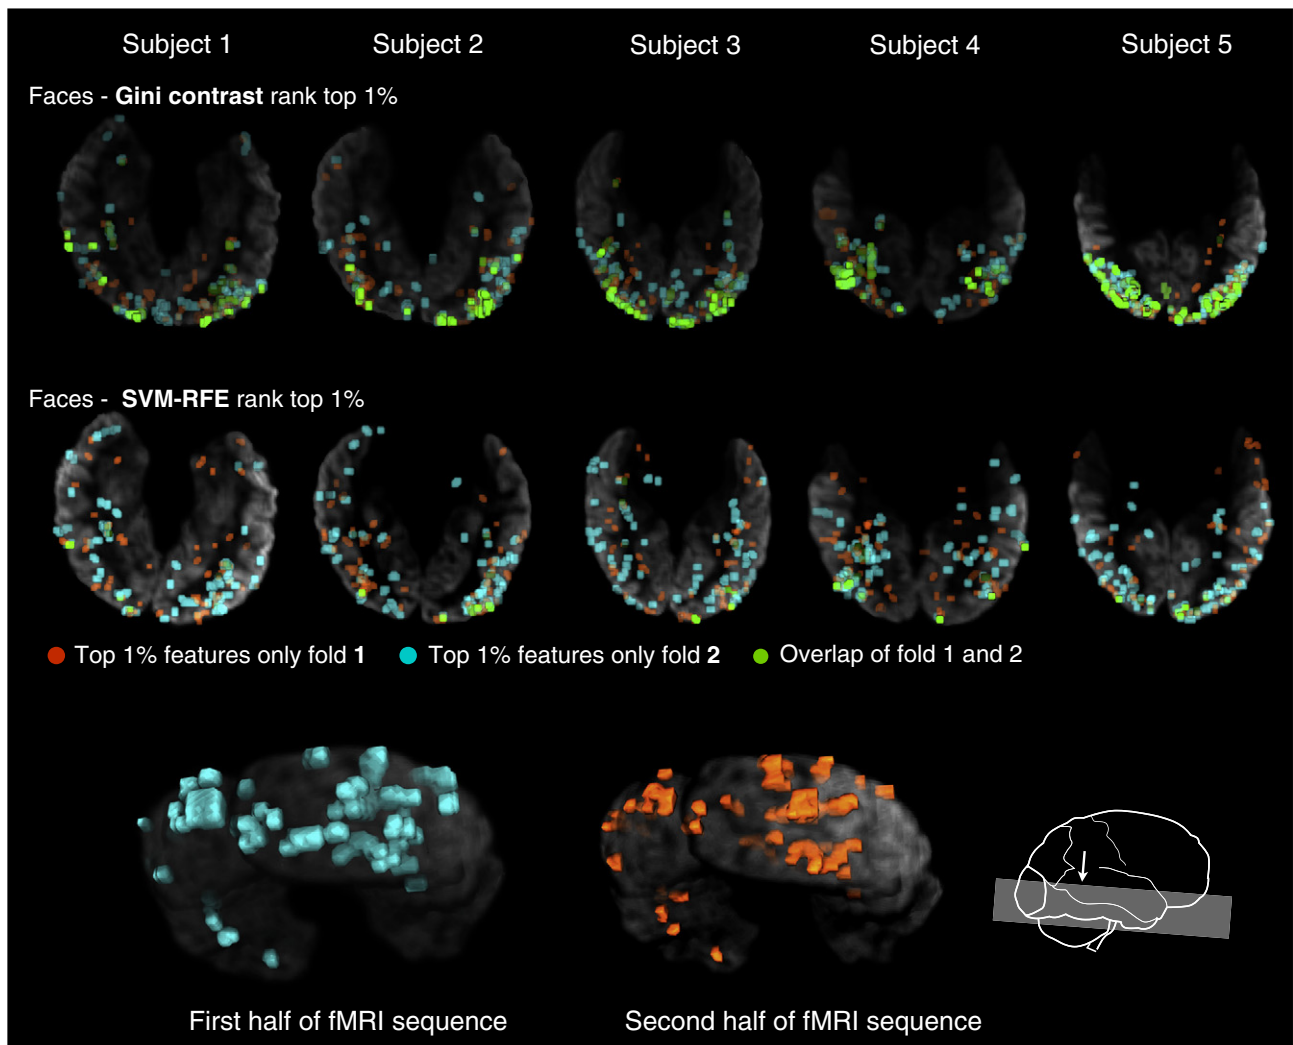 Subject 1 Subject 2 Subject 3 Subject 4 Subject 5
Faces - Gini contrast rank top 1%
Faces - SVM-RFE rank top 1%
Top 1% features only fold 1 Top 1% features only fold 2 Overlap of fold 1 and 2
First half of fMRI sequence Second half of fMRI sequence